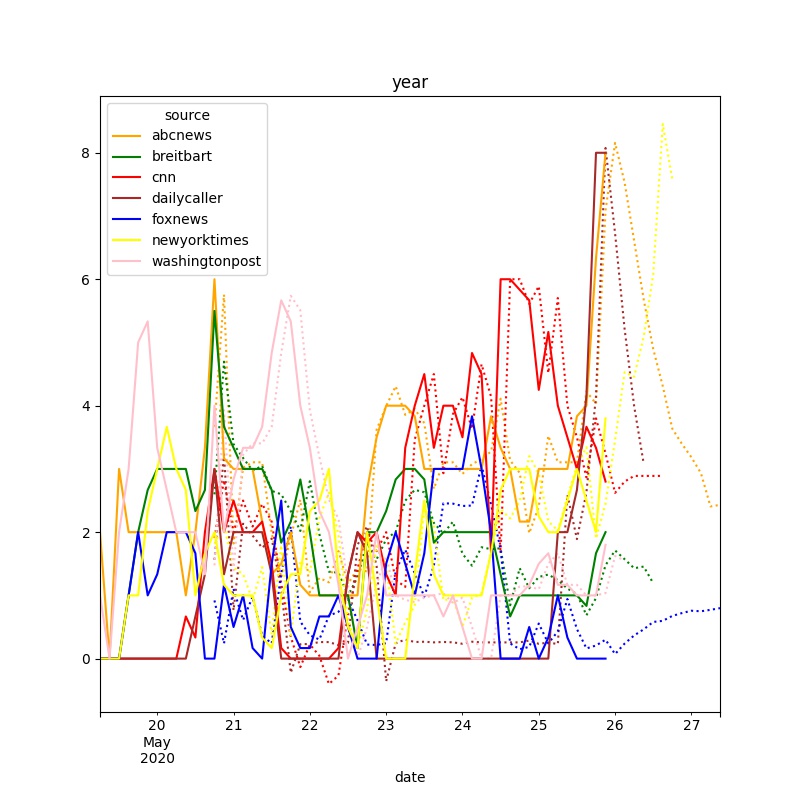 year
source
abcnews
breitbart
cnn
dailycaller
foxnews
newyorktimes
washingtonpost
8
6
4
2
0
20 21 22 23 24 25 26 27
May
2020
date